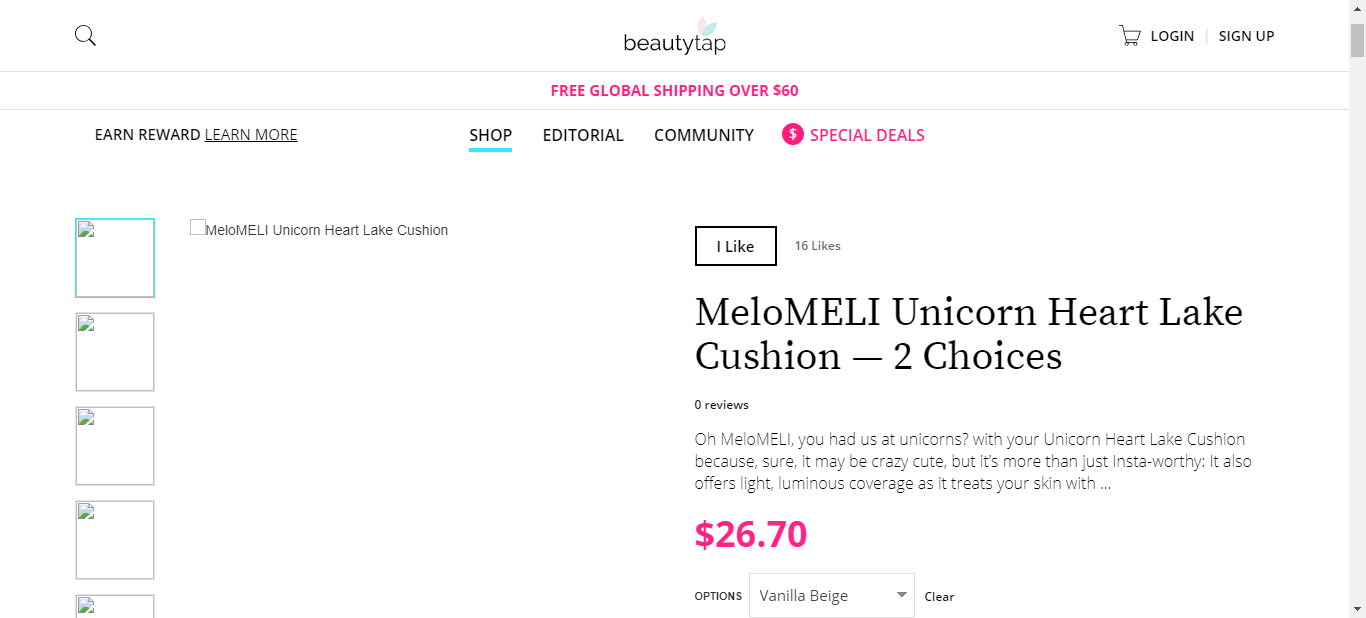 beautytap
LOGIN | SIGN UP
FREE GLOBAL SHIPPING OVER $60
EARN REWARD LEARN MORE
SHOP
EDITORIAL
COMMUNITY
$ SPECIAL DEALS
MeloMELI Unicorn Heart Lake Cushion
I Like
16 Likes
MeloMELI Unicorn Heart Lake
Cushion — 2 Choices
0 reviews
Oh MeloMELI, you had us at unicorns? with your Unicorn Heart Lake Cushion
because, sure, it may be crazy cute, but it's more than just Insta-worthy: It also
offers light, luminous coverage as it treats your skin with ...
$26.70
OPTIONS
Vanilla Beige
Clear